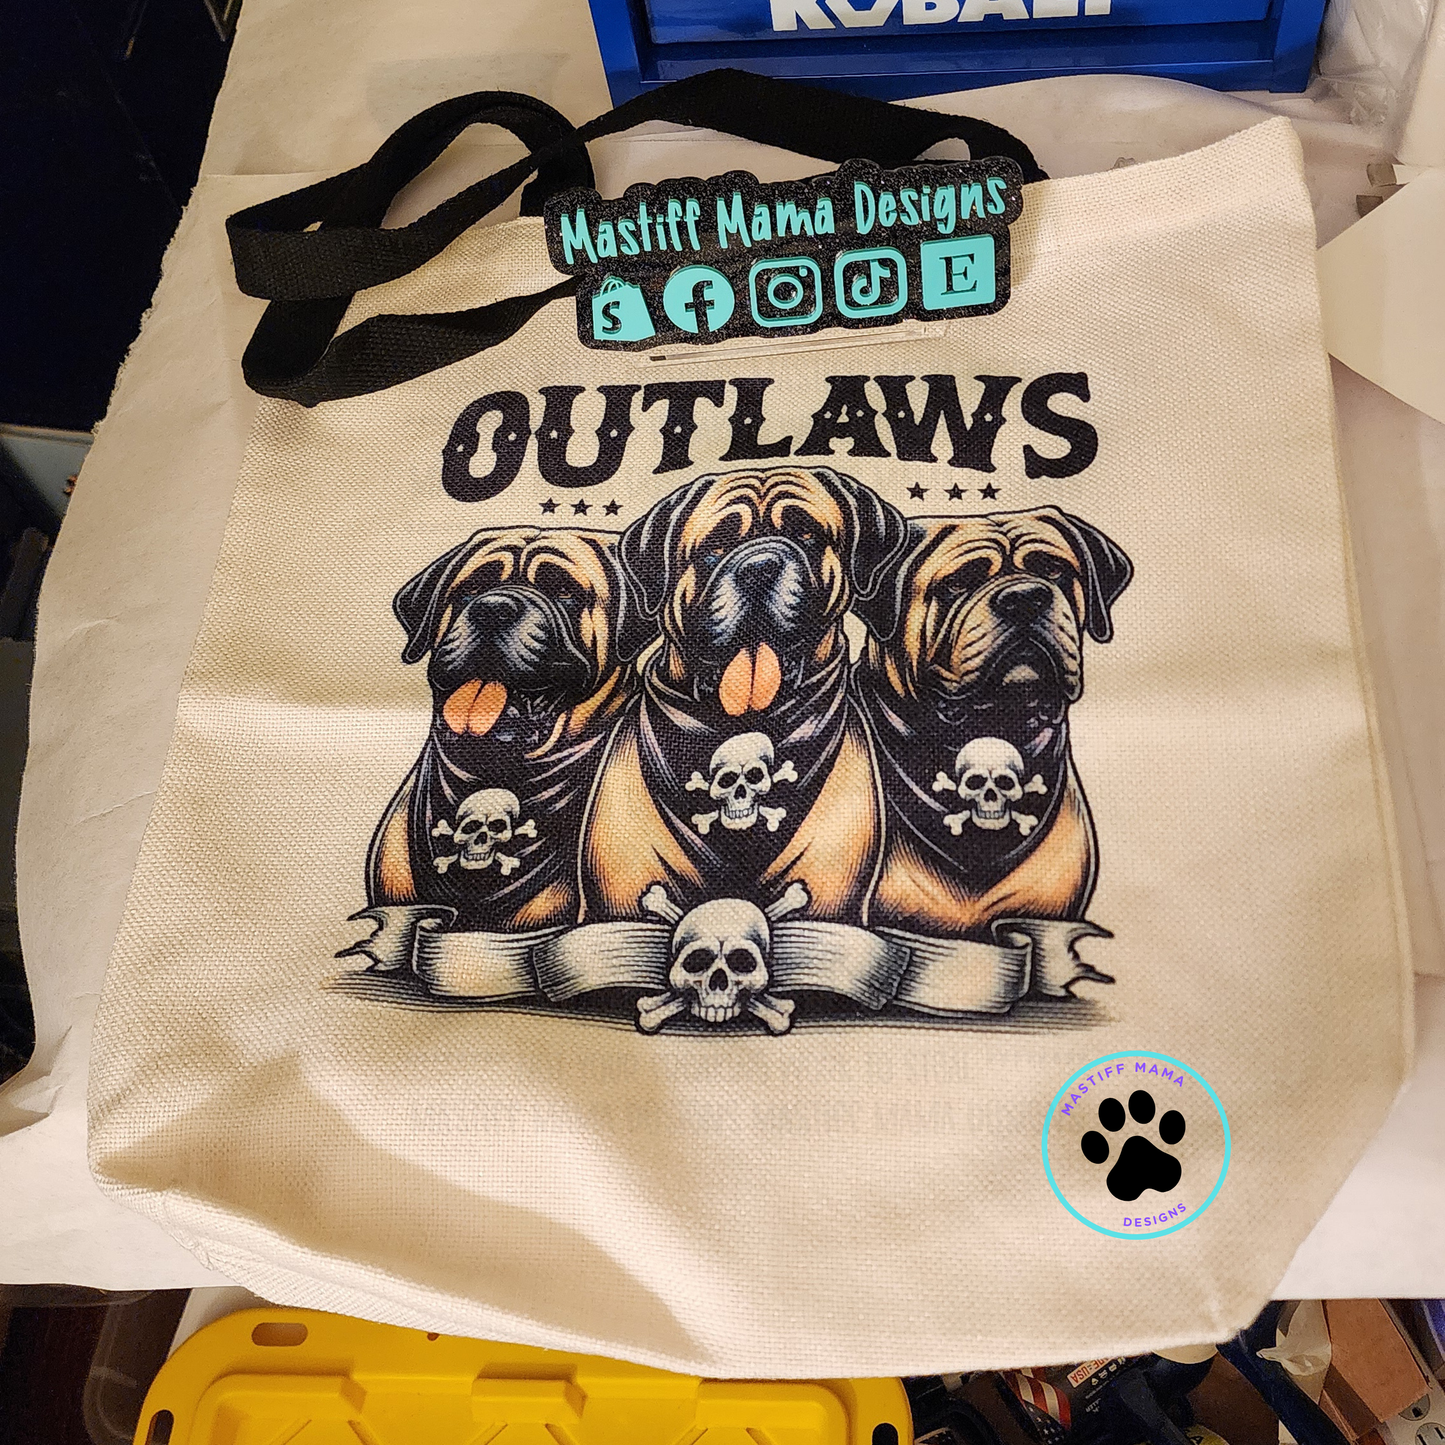 KOBALT
Mastiff Mama Designs
S f E
OUTLAWS
MASTIFF MAMA
DESIGNS